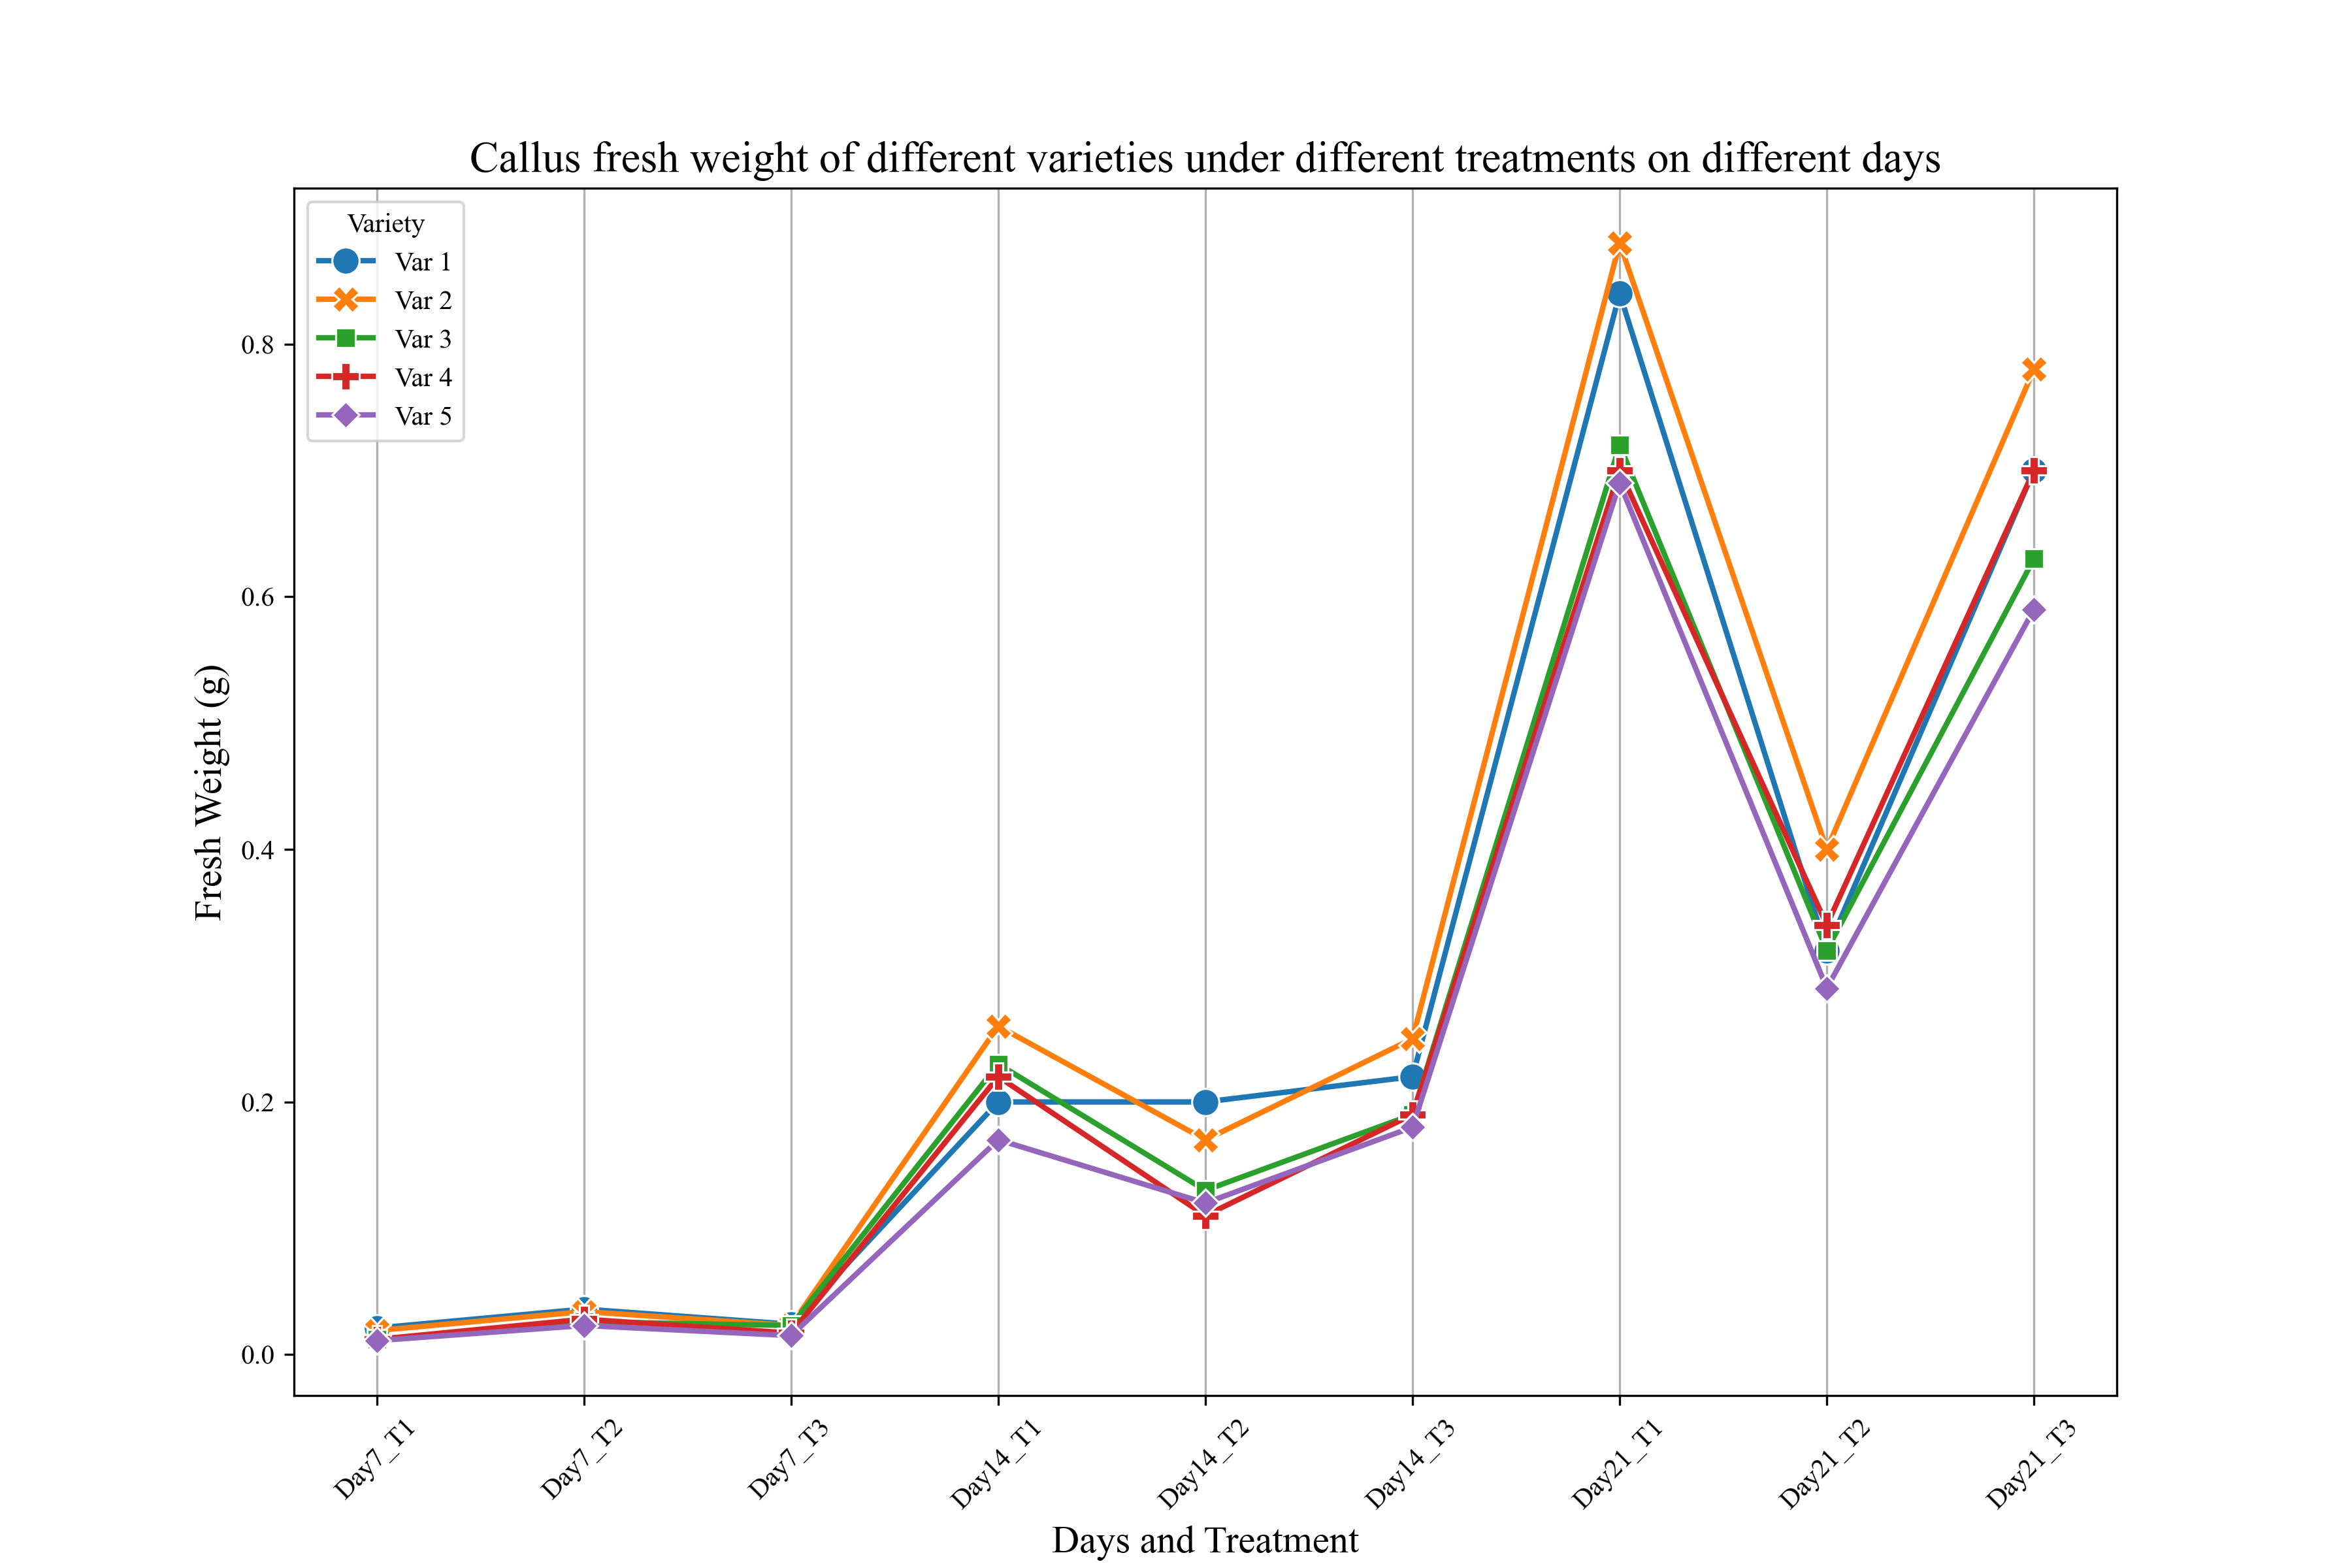 Callus fresh weight of different varieties under different treatments on different days
Variety
Var 1
Var 2
Var 3
Var 4
Var 5
Fresh Weight (g)
0.8
0.6
0.4
0.2
0.0
Day7_T1
Day7_T2
Day7_T3
Day14_T1
Day14_T2
Day14_T3
Day21_T1
Day21_T2
Day21_T3
Days and Treatment